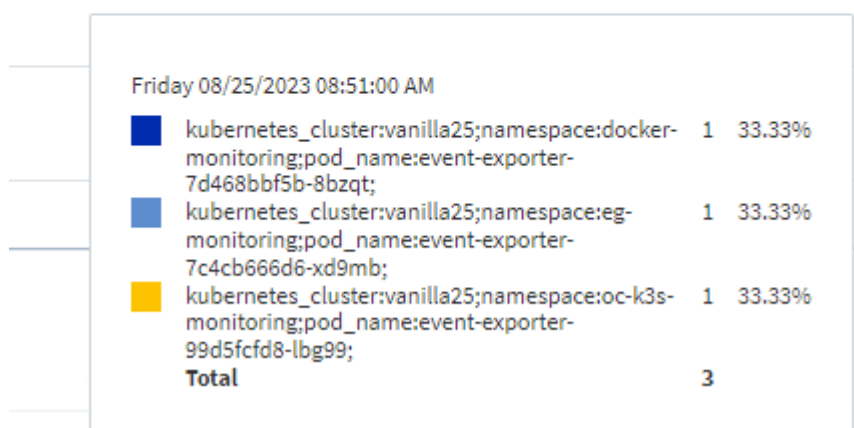 Friday 08/25/2023 08:51:00 AM
kubernetes_cluster:vanilla25;namespace:docker- 1 33.33%
monitoring;pod_name:event-exporter-
7d468bbf5b-8bzqt;
kubernetes_cluster:vanilla25;namespace:eg- 1 33.33%
monitoring;pod_name:event-exporter-
7c4cb666d6-xd9mb;
kubernetes_cluster:vanilla25;namespace:oc-k3s- 1 33.33%
monitoring;pod_name:event-exporter-
99d5fcfd8-lbg99;
Total 3